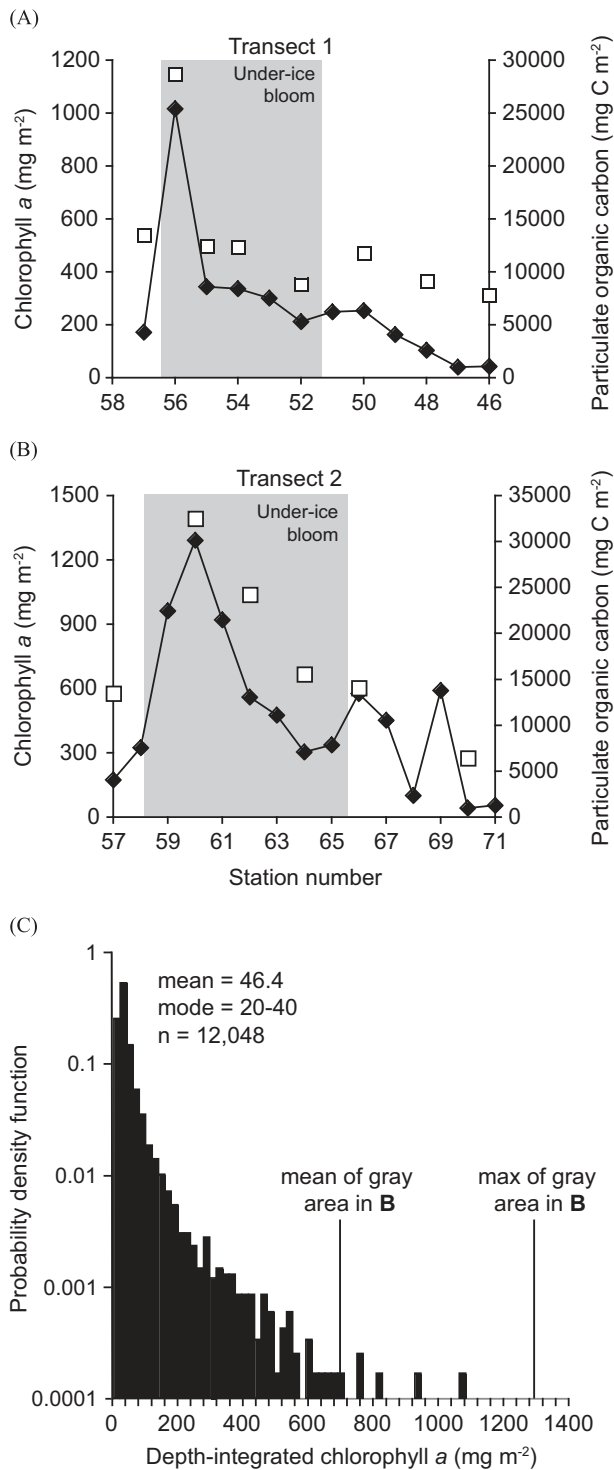 (A)
Transect 1
Under-ice
bloom
1200
1000
800
600
400
200
0
30000
25000
20000
15000
10000
5000
0
58 56 54 52 50 48 46
Chlorophyll a (mg m-2)
Particulate organic carbon (mg C m-2)
(B)
Transect 2
Under-ice
bloom
1500
1200
900
600
300
0
35000
30000
25000
20000
15000
10000
5000
0
57 59 61 63 65 67 69 71
Chlorophyll a (mg m-2)
Particulate organic carbon (mg C m-2)
Station number
(C)
mean = 46.4
mode = 20-40
n = 12,048
mean of gray
area in B
max of gray
area in B
1
0.1
0.01
0.001
0.0001
Probability density function
0 200 400 600 800 1000 1200 1400
Depth-integrated chlorophyll a (mg m-2)